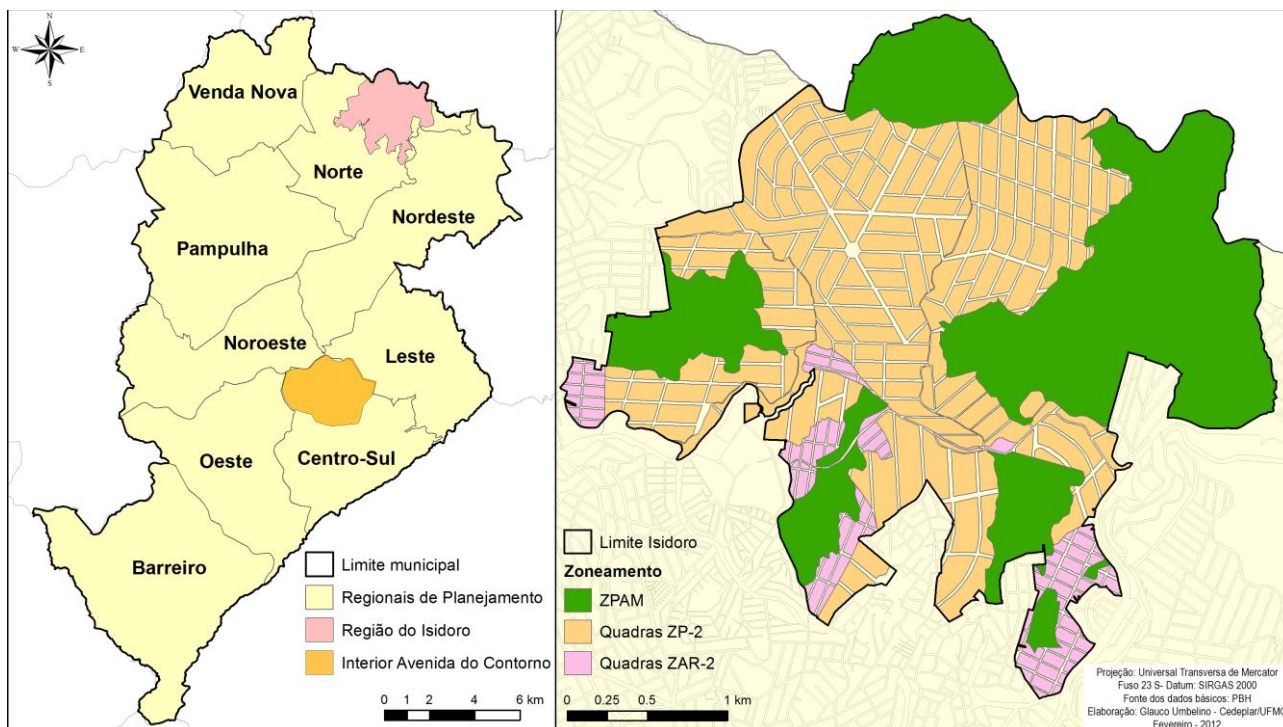 N
W
E
S
Venda Nova
Norte
Nordeste
Pampulha
Noroeste
Leste
Oeste
Centro-Sul
Barreiro
Limite municipal
Regionais de Planejamento
Região do Isidoro
Interior Avenida do Contorno
0 2 4 6 km
Limite Isidoro
Zoneamento
ZPAM
Quadras ZP-2
Quadras ZAR-2
0 0.5 1 km
Projeção: Universal Transversa de Mercator
Fuso 23 S- Datum: SIRGAS 2000
Fonte dos dados básicos: PBH
Elaboração: Glauco Umbelino - Cedeplar/UFMG
Fevereiro - 2012